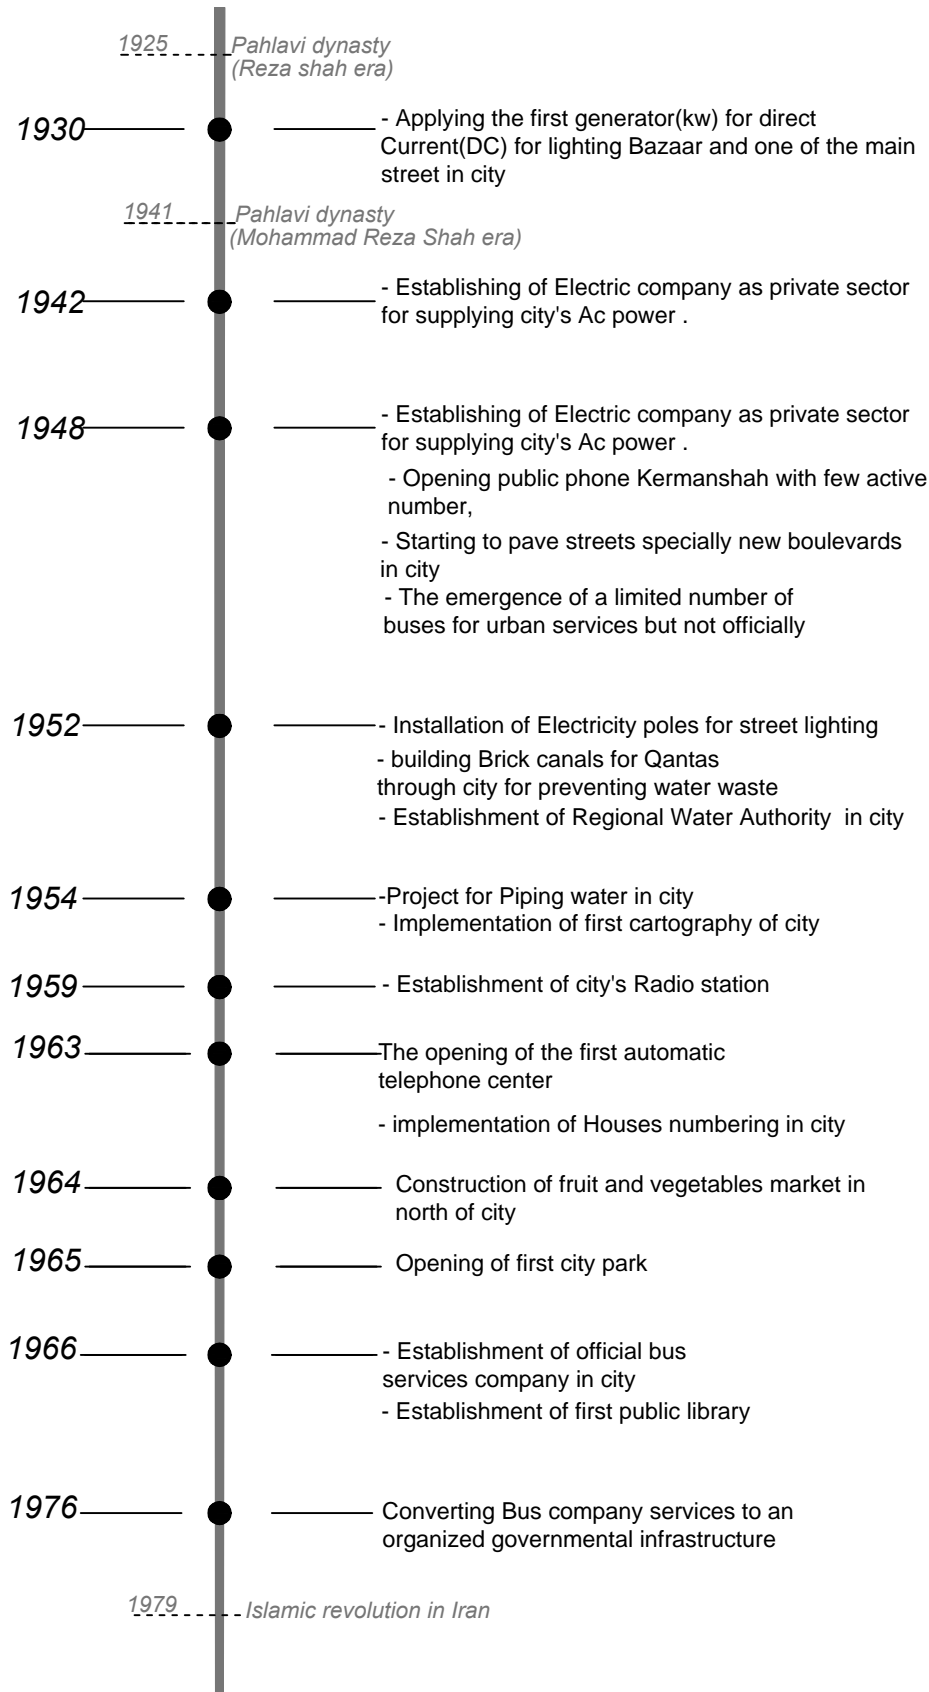 1925 Pahlavi dynasty
(Reza shah era)
1930 - Applying the first generator(kw) for direct
Current(DC) for lighting Bazaar and one of the main
street in city
1941 Pahlavi dynasty
(Mohammad Reza Shah era)
1942 - Establishing of Electric company as private sector
for supplying city's Ac power .
1948 - Establishing of Electric company as private sector
for supplying city's Ac power .
- Opening public phone Kermanshah with few active
number,
- Starting to pave streets specially new boulevards
in city
- The emergence of a limited number of
buses for urban services but not officially
1952 - Installation of Electricity poles for street lighting
- building Brick canals for Qantas
through city for preventing water waste
- Establishment of Regional Water Authority in city
1954 -Project for Piping water in city
- Implementation of first cartography of city
1959 - Establishment of city's Radio station
1963 The opening of the first automatic
telephone center
- implementation of Houses numbering in city
1964 Construction of fruit and vegetables market in
north of city
1965 Opening of first city park
1966 - Establishment of official bus
services company in city
- Establishment of first public library
1976 Converting Bus company services to an
organized governmental infrastructure
1979 Islamic revolution in Iran